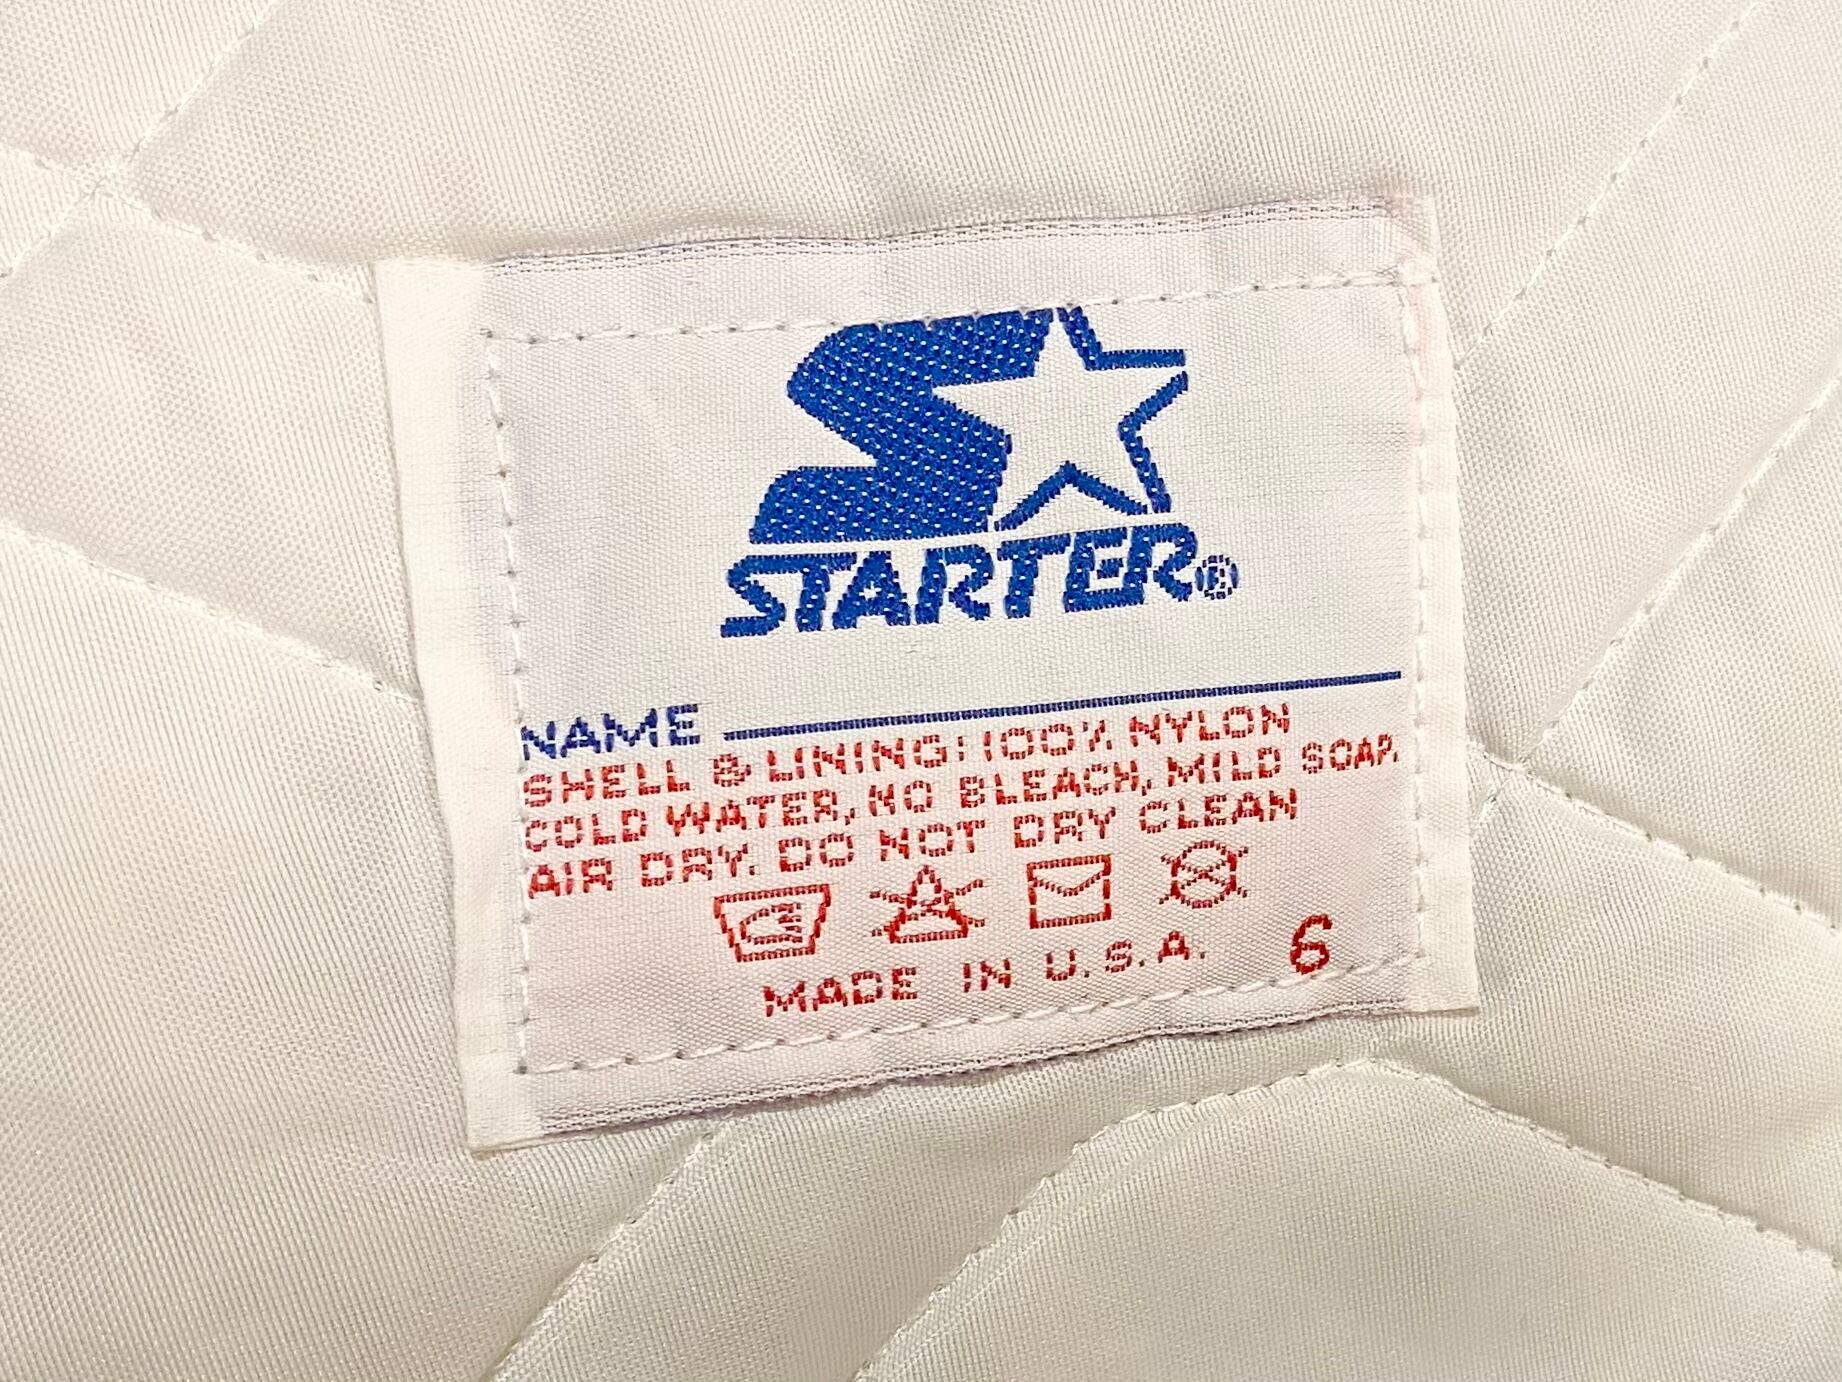 STARTER®
NAME
SHELL & LINING: 100% NYLON
COLD WATER, NO BLEACH, MILD SOAP.
AIR DRY. DO NOT DRY CLEAN
MADE IN U.S.A. 6